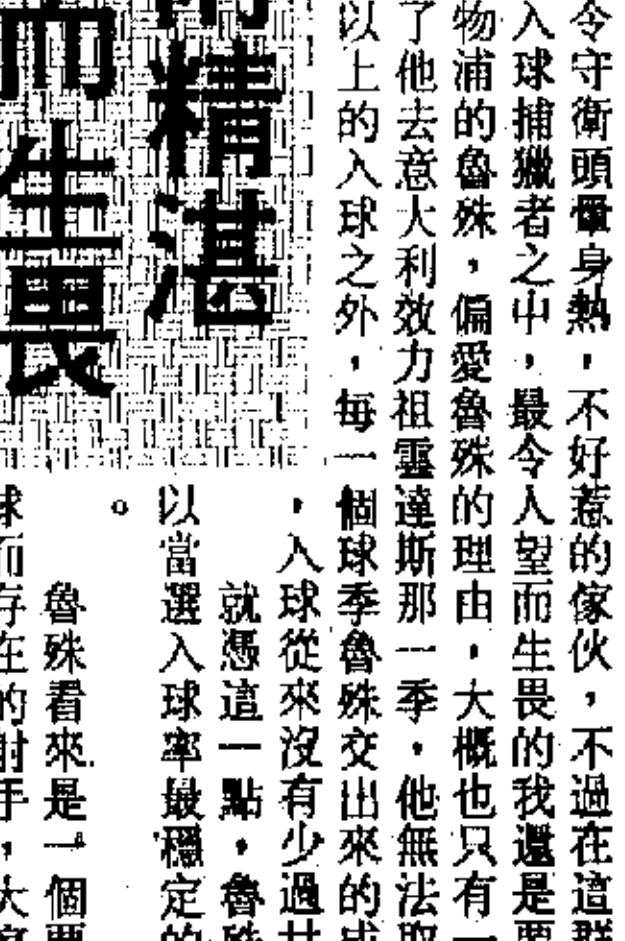 令守衛頭暈身熱，不好惹的傢伙，不過在這群
入球捕獵者之中，最令人望而生畏的我還是要
物浦的魯殊，偏愛魯殊的理由，大概也只有一
了他去意大利效力祖雲達斯那一季，他無法取
以上的入球之外，每一個球季魯殊交出來的成
，入球從來沒有少過廿
就憑這一點，魯殊
以當選入球率最穩定的
。
精湛
而生畏
魯殊看來是一個要
球而存在的射手，大